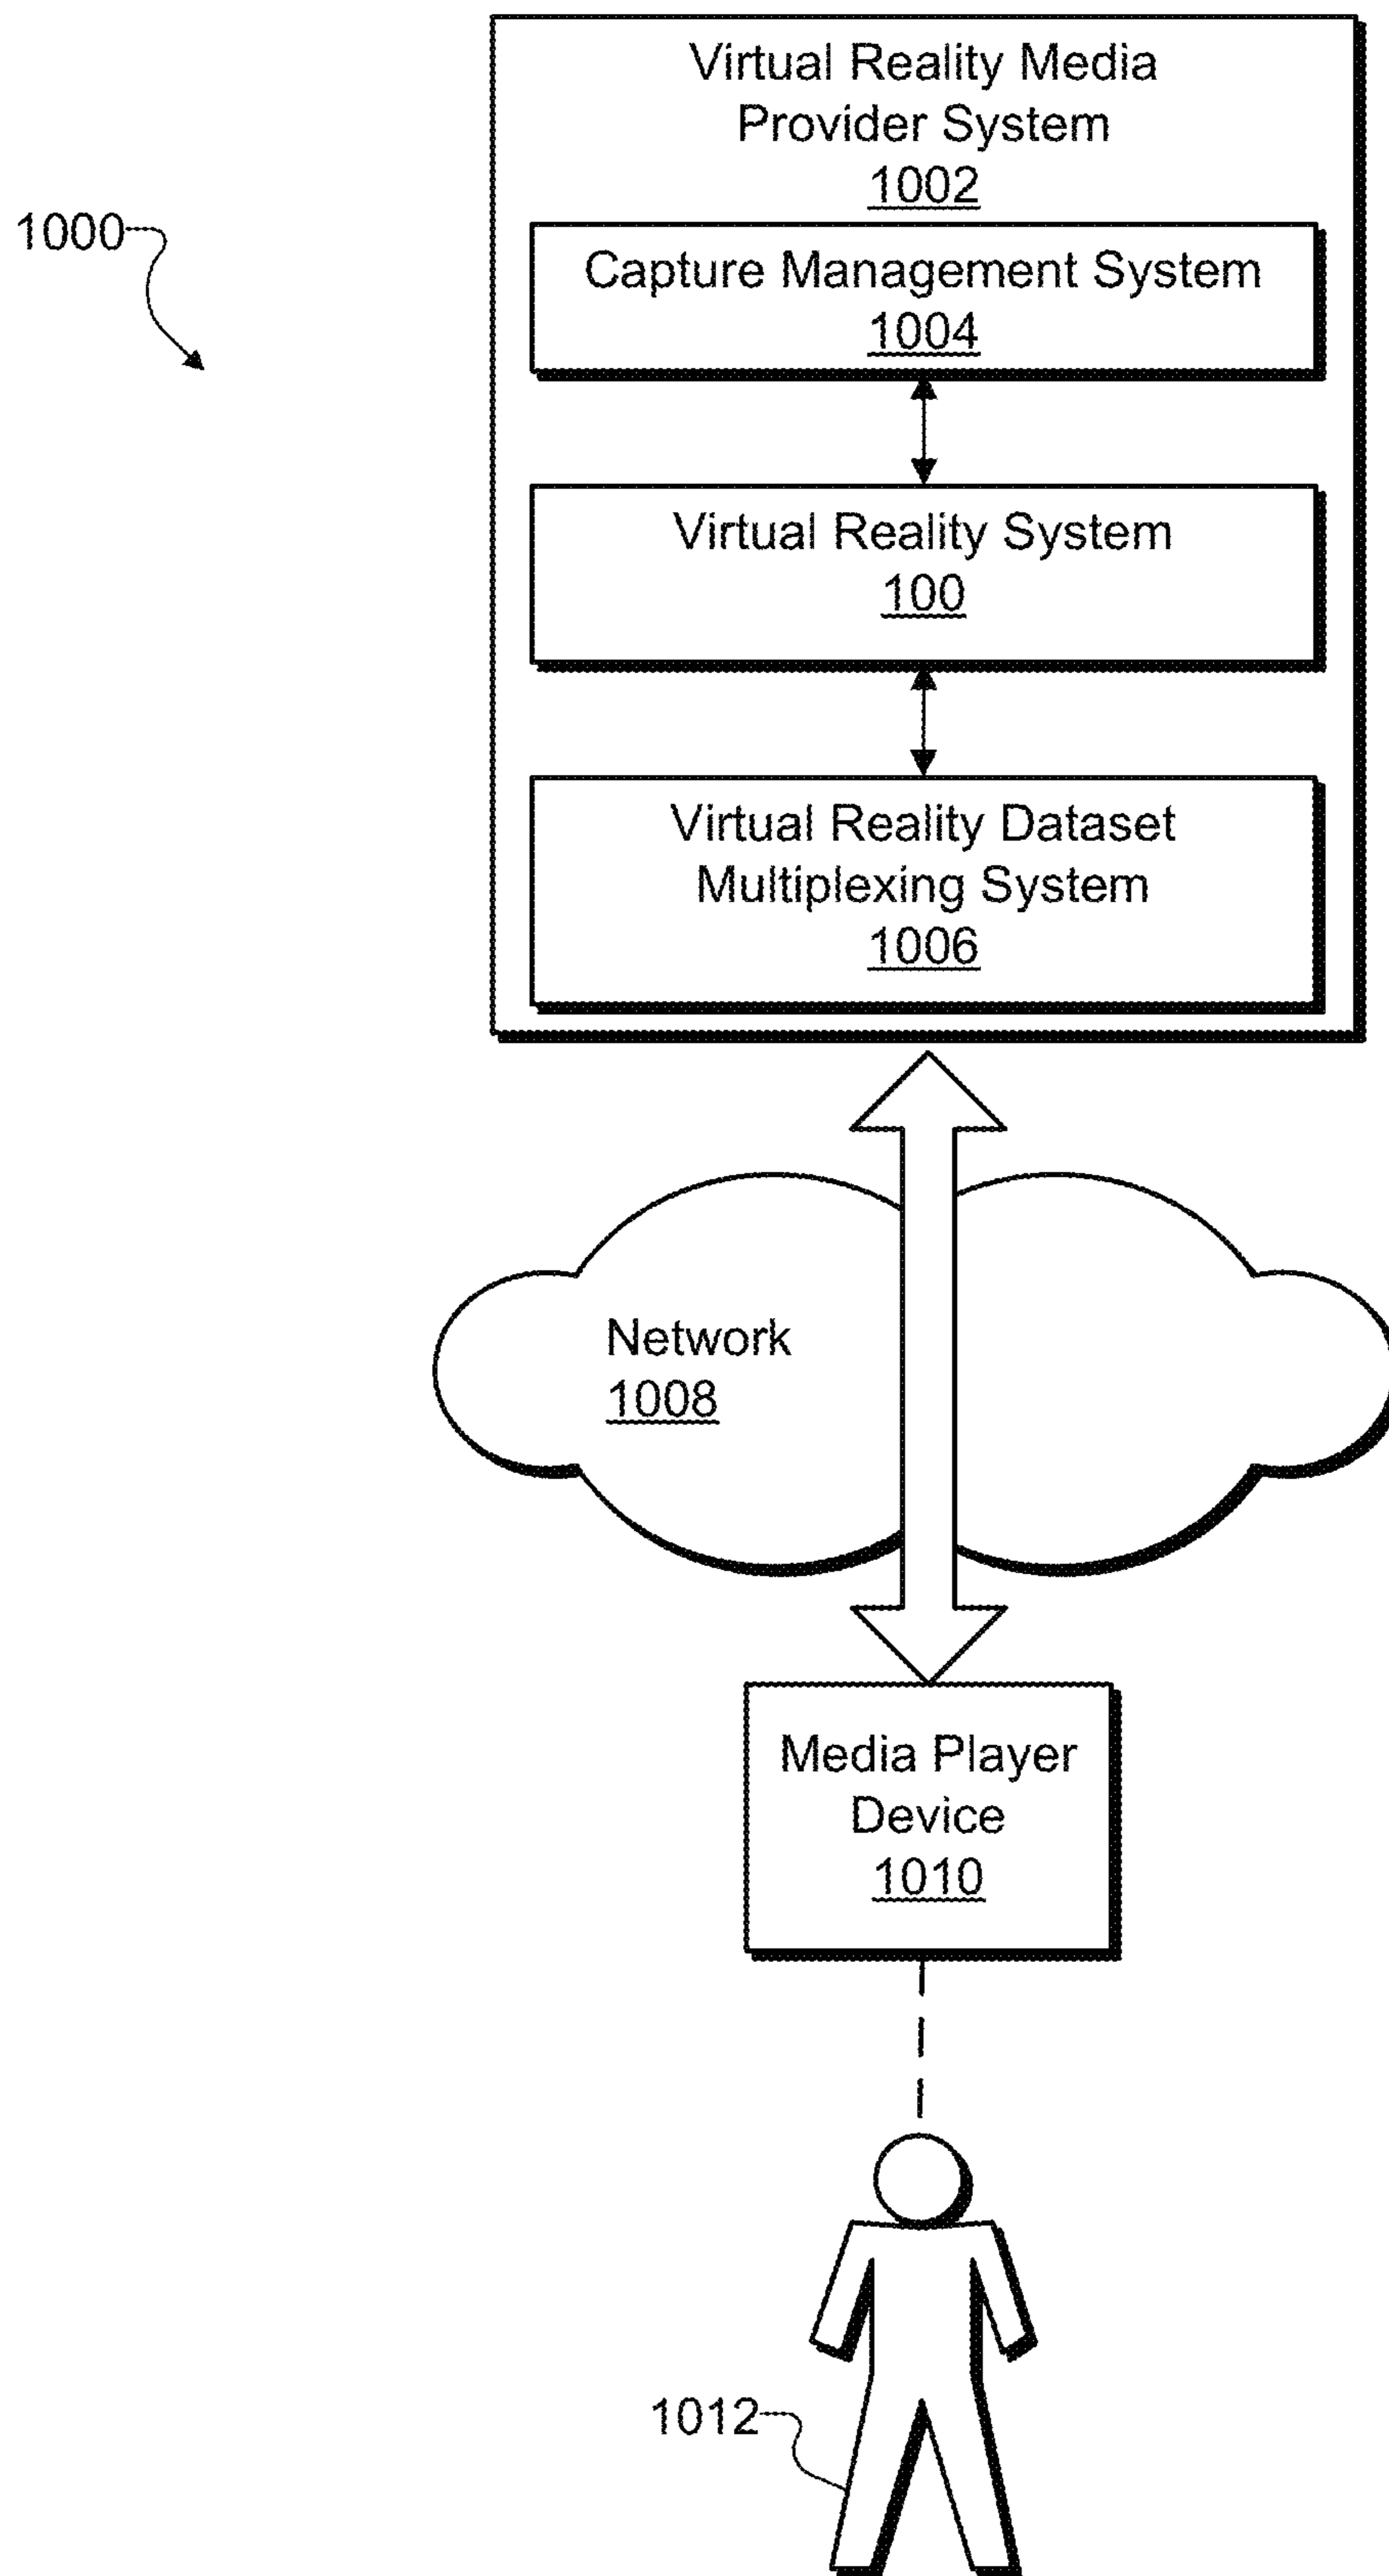 Virtual Reality Media
Provider System
1002
1000
Capture Management System
1004
Virtual Reality System
100
Virtual Reality Dataset
Multiplexing System
1006
Network
1008
Media Player
Device
1010
1012